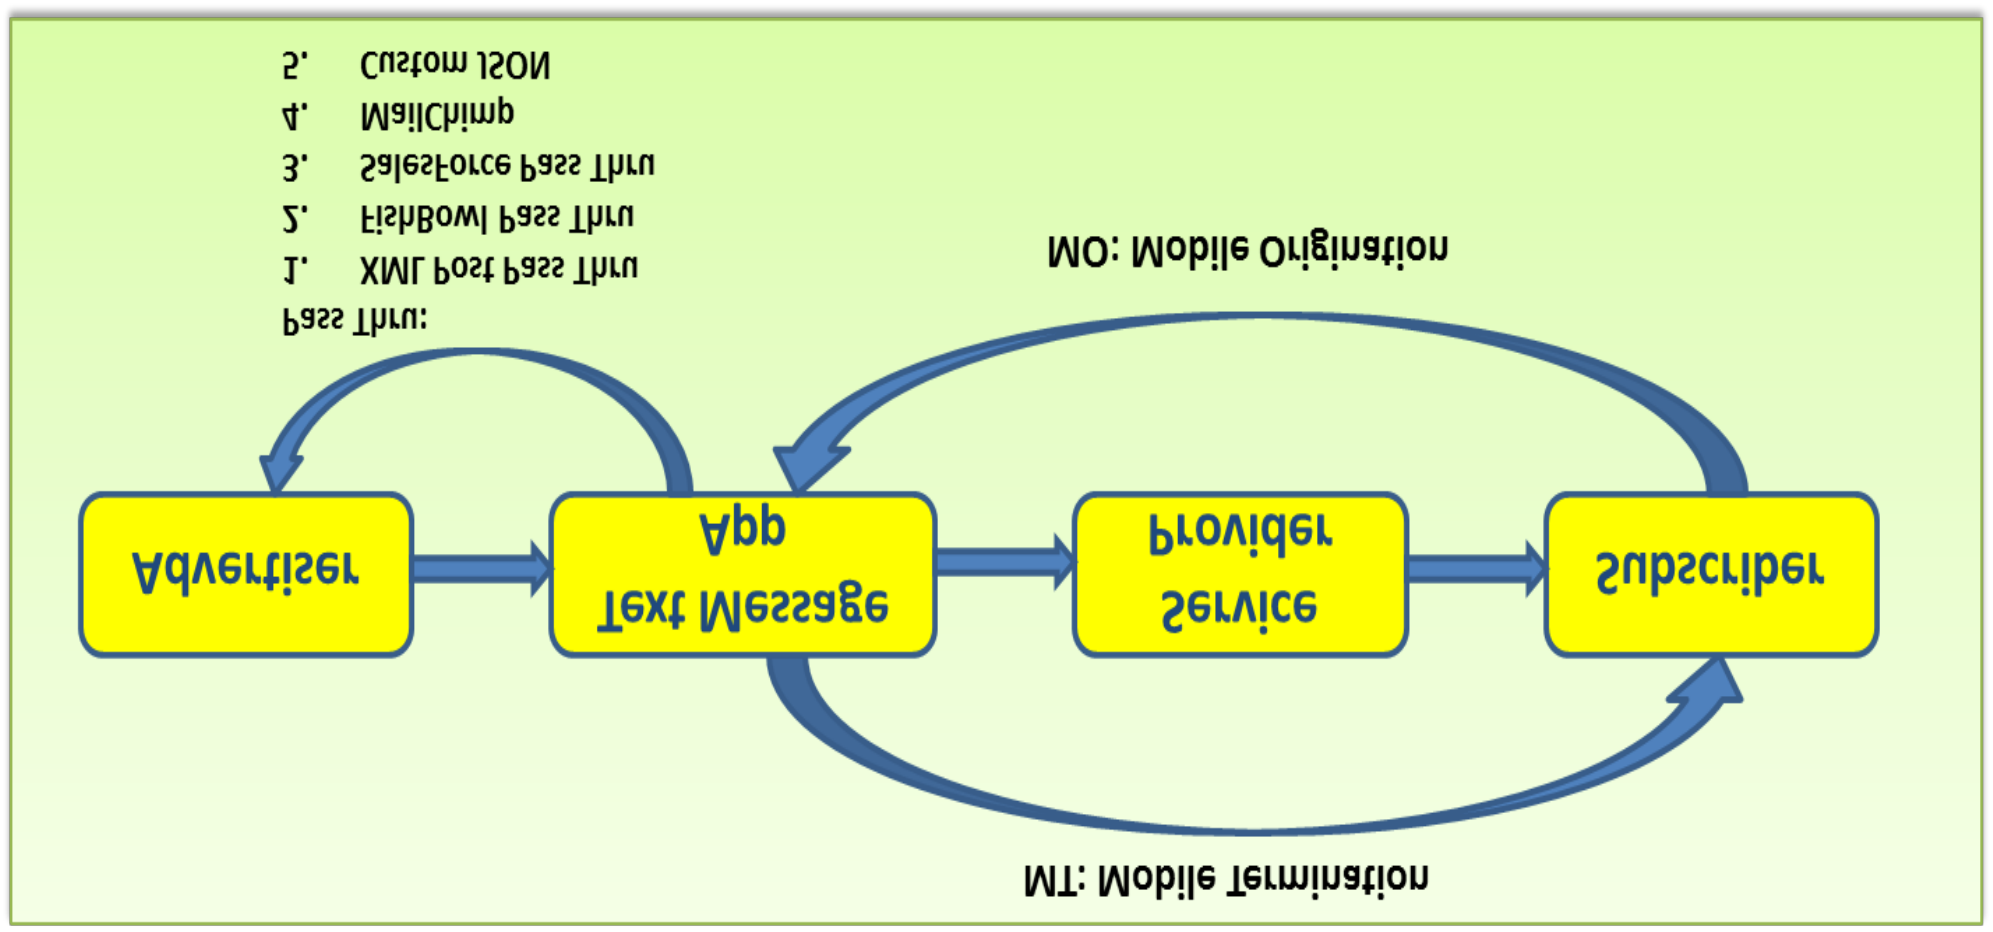 MT: Mobile Termination
Advertiser
Text Message
App
Service
Provider
Subscriber
Pass Thru:
1. XML Post Pass Thru
2. FishBowl Pass Thru
3. SalesForce Pass Thru
4. MailChimp
5. Custom JSON
MO: Mobile Origination